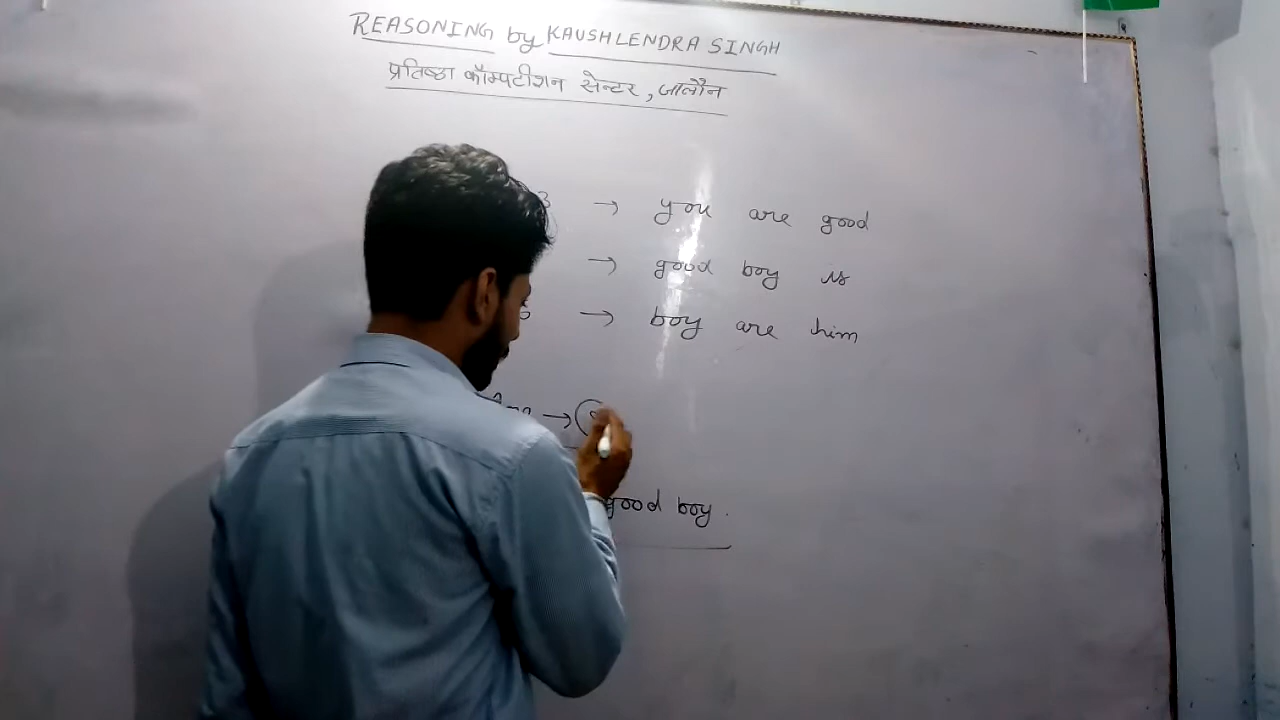 REASONING by KAUSHLENDRA SINGH
प्रतिष्ठा कॉम्पटीशन सेन्टर, जालौन
3 → you are good
→ good boy is
→ boy are him
→
good boy.